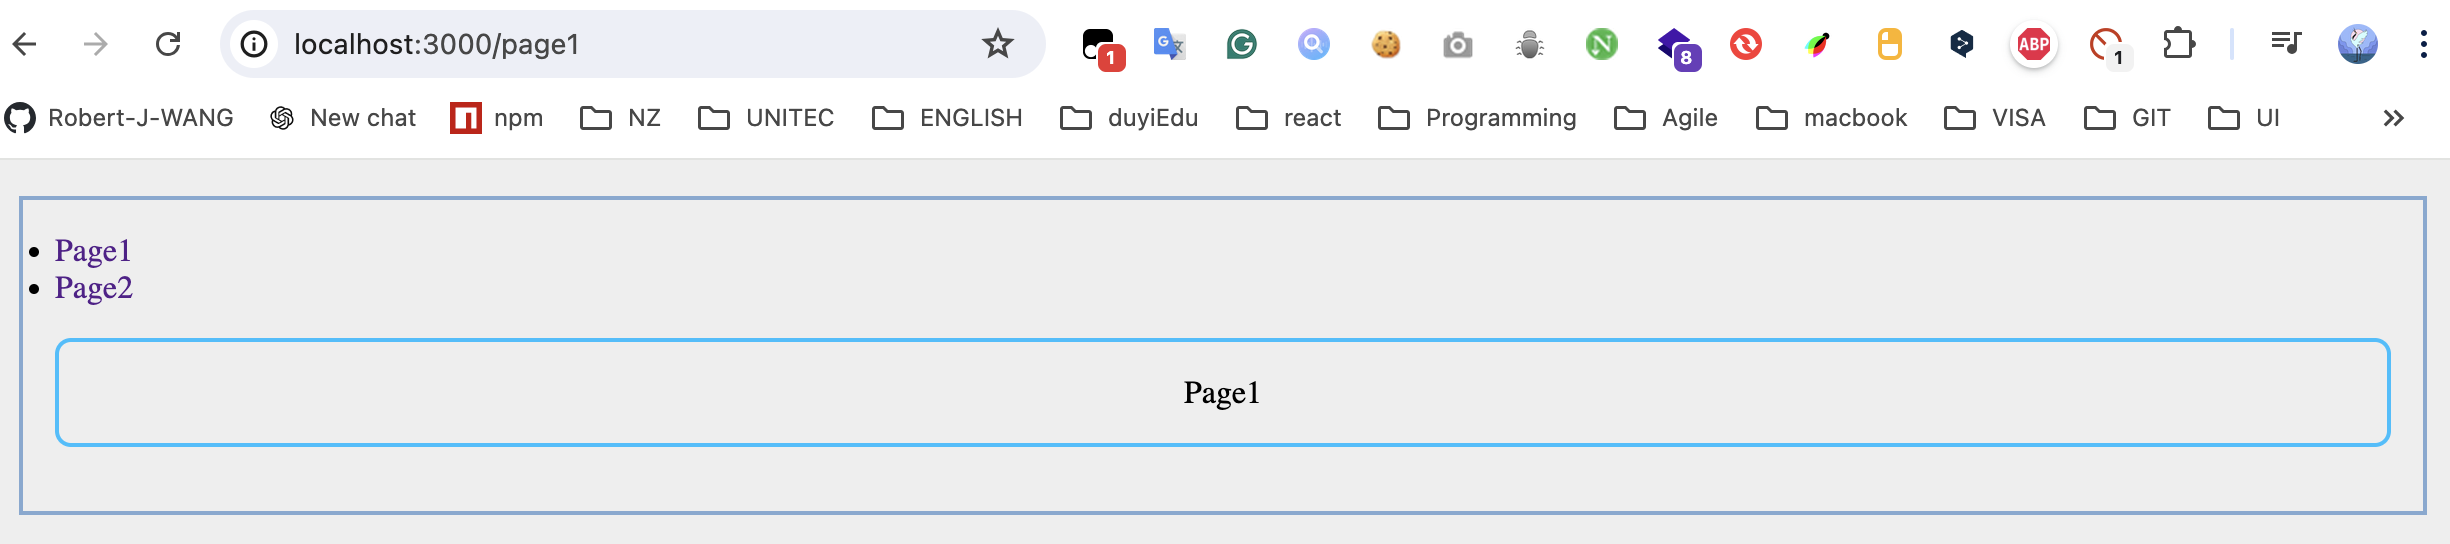 localhost:3000/page1
1
G
文
G
N
8
ABP
1
Robert-J-WANG New chat npm NZ UNITEC ENGLISH duyiEdu react Programming Agile macbook VISA GIT UI
Page1
Page2
Page1